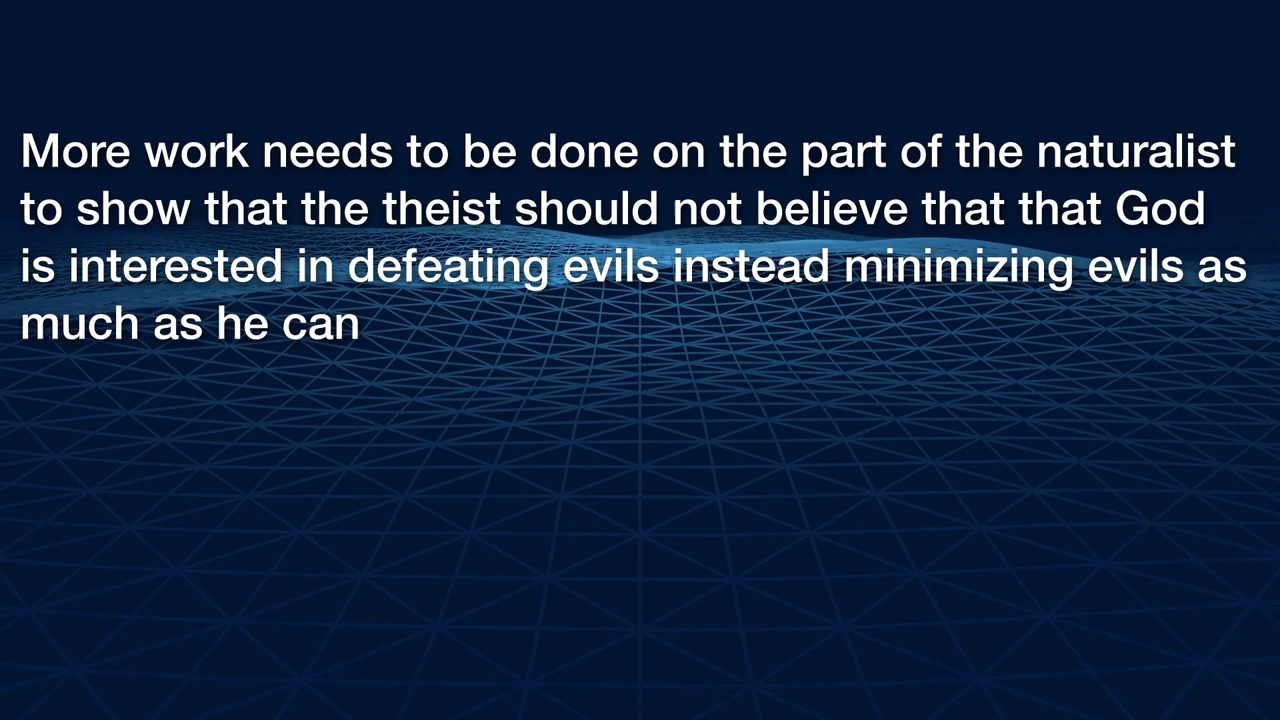 More work needs to be done on the part of the naturalist
to show that the theist should not believe that that God
is interested in defeating evils instead minimizing evils as
much as he can